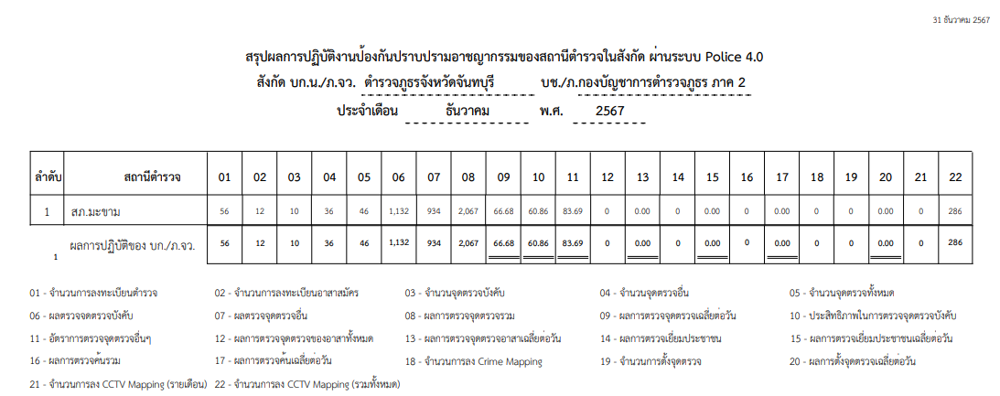 31 ธันวาคม 2567
สรุปผลการปฏิบัติงานป้องกันปราบปรามอาชญากรรมของสถานีตำรวจในสังกัด ผ่านระบบ Police 4.0
สังกัด บก.น./ภ.จว. ตำรวจภูธรจังหวัดจันทบุรี บช./ภ.กองบัญชาการตำรวจภูธร ภาค 2
ประจำเดือน ธันวาคม พ.ศ. 2567
ลำดับ สถานีตำรวจ 01 02 03 04 05 06 07 08 09 10 11 12 13 14 15 16 17 18 19 20 21 22
1 สภ.มะขาม 56 12 10 36 46 1,132 934 2,067 66.68 60.86 83.69 0 0.00 0 0.00 0 0.00 0 0 0.00 0 286
1 ผลการปฏิบัติของ บก./ภ.จว. 56 12 10 36 46 1,132 934 2,067 66.68 60.86 83.69 0 0.00 0 0.00 0 0.00 0 0 0.00 0 286
01 - จำนวนการลงทะเบียนตำรวจ 02 - จำนวนการลงทะเบียนอาสาสมัคร 03 - จำนวนจุดตรวจบังคับ 04 - จำนวนจุดตรวจอื่น 05 - จำนวนจุดตรวจทั้งหมด
06 - ผลตรวจจุดตรวจบังคับ 07 - ผลตรวจจุดตรวจอื่น 08 - ผลการตรวจจุดตรวจรวม 09 - ผลการตรวจจุดตรวจเฉลี่ยต่อวัน 10 - ประสิทธิภาพในการตรวจจุดตรวจบังคับ
11 - อัตราการตรวจจุดตรวจอื่นๆ 12 - ผลการตรวจจุดตรวจของอาสาทั้งหมด 13 - ผลการตรวจจุดตรวจอาสาเฉลี่ยต่อวัน 14 - ผลการตรวจเยี่ยมประชาชน 15 - ผลการตรวจเยี่ยมประชาชนเฉลี่ยต่อวัน
16 - ผลการตรวจค้นรวม 17 - ผลการตรวจค้นเฉลี่ยต่อวัน 18 - จำนวนการลง Crime Mapping 19 - จำนวนการตั้งจุดตรวจ 20 - ผลการตั้งจุดตรวจเฉลี่ยต่อวัน
21 - จำนวนการลง CCTV Mapping (รายเดือน) 22 - จำนวนการลง CCTV Mapping (รวมทั้งหมด)